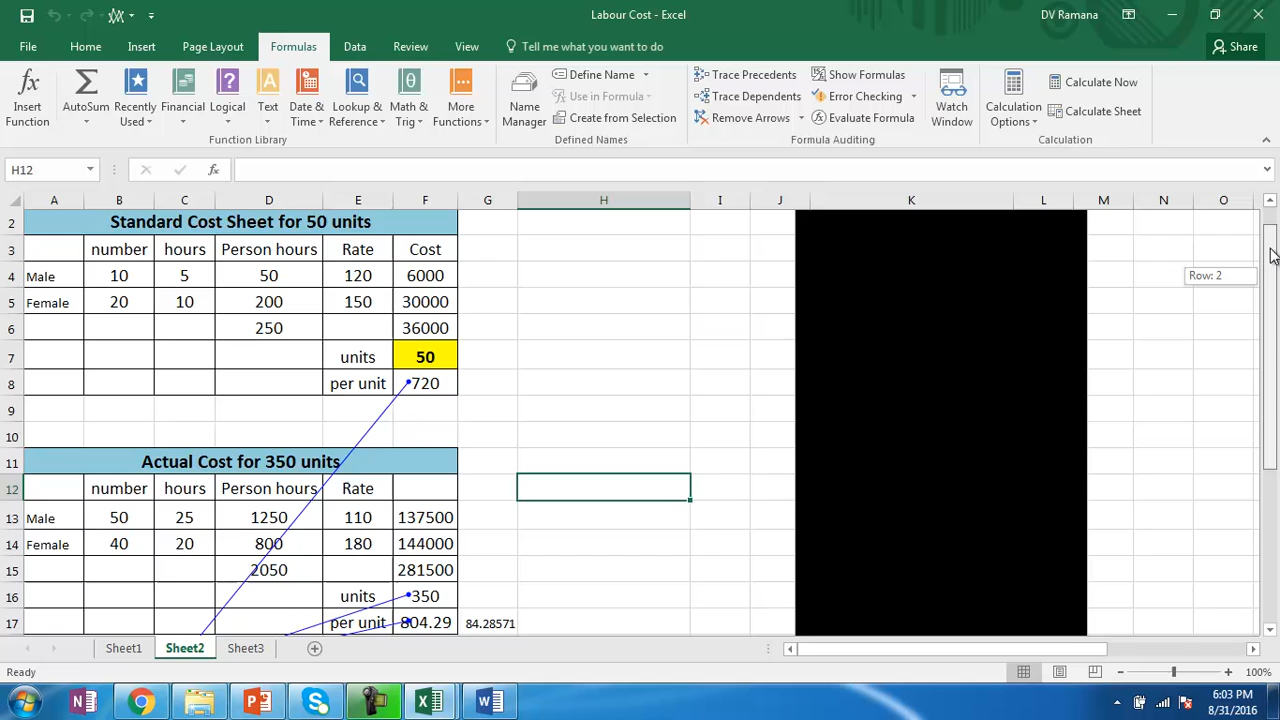 Labour Cost - Excel
DV Ramana
File Home Insert Page Layout Formulas Data Review View Tell me what you want to do Share
Insert Function
AutoSum
Recently Used
Financial
Logical
Text
Date & Time
Lookup & Reference
Math & Trig
More Functions
Function Library
Name Manager
Define Name
Use in Formula
Create from Selection
Defined Names
Trace Precedents
Trace Dependents
Remove Arrows
Show Formulas
Error Checking
Evaluate Formula
Formula Auditing
Watch Window
Calculation Options
Calculate Now
Calculate Sheet
Calculation
H12 fx
A B C D E F G H I J K L M N O
2 Standard Cost Sheet for 50 units
3 number hours Person hours Rate Cost
4 Male 10 5 50 120 6000
Row: 2
5 Female 20 10 200 150 30000
6 250 36000
7 units 50
8 per unit 720
9
10
11 Actual Cost for 350 units
12 number hours Person hours Rate
13 Male 50 25 1250 110 137500
14 Female 40 20 800 180 144000
15 2050 281500
16 units 350
17 per unit 804.29 84.28571
Sheet1 Sheet2 Sheet3
Ready 100%
6:03 PM
8/31/2016